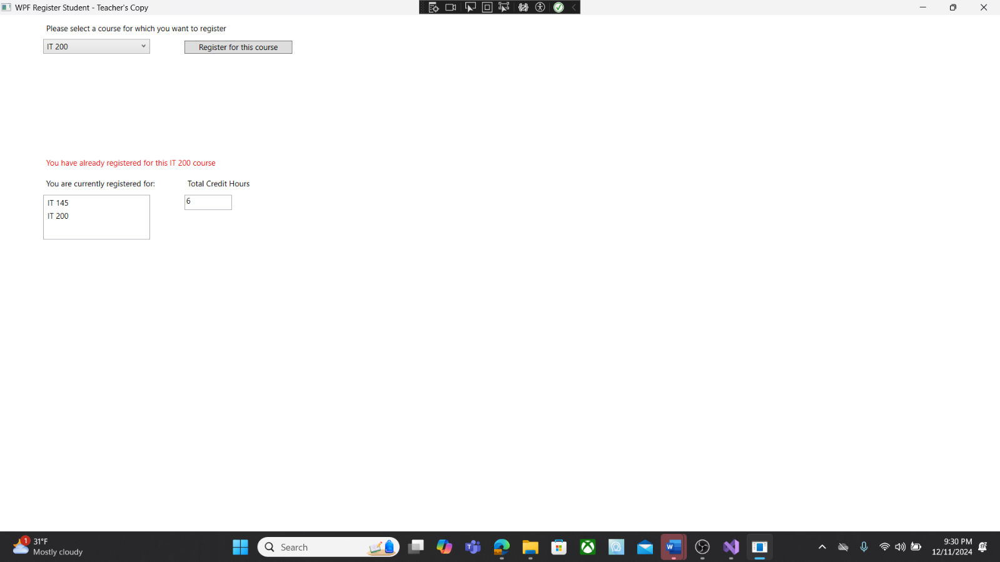 WPF Register Student - Teacher's Copy
Please select a course for which you want to register
IT 200
Register for this course
You have already registered for this IT 200 course
You are currently registered for:
Total Credit Hours
IT 145
6
IT 200
1
31°F
Mostly cloudy
Search
9:30 PM
12/11/2024